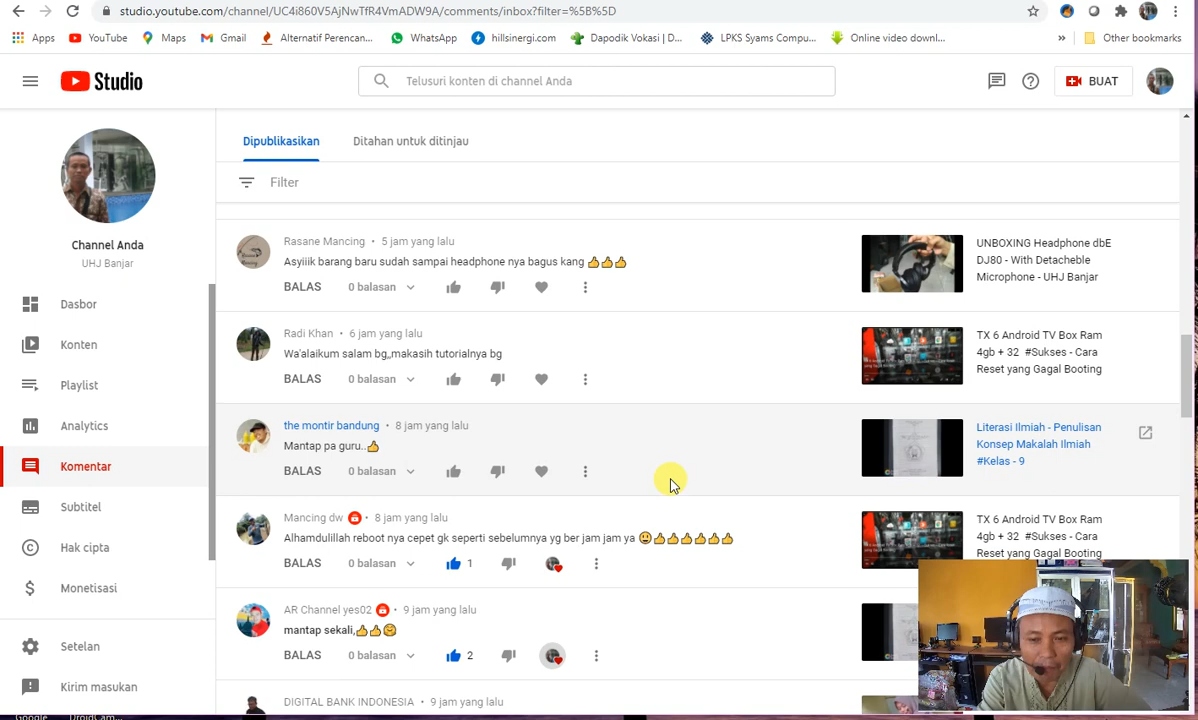 studio.youtube.com/channel/UC4i860V5AjNwTfR4VmADW9A/comments/inbox?filter=%5B%5D
Apps YouTube Maps Gmail Alternatif Perencan... WhatsApp hillsinergi.com Dapodik Vokasi | D... LPKS Syams Compu... Online video downl... » Other bookmarks
Studio
Telusuri konten di channel Anda
BUAT
Dipublikasikan Ditahan untuk ditinjau
Filter
Channel Anda
UHJ Banjar
Dasbor
Konten
Playlist
Analytics
Komentar
Subtitel
Hak cipta
Monetisasi
Setelan
Kirim masukan
Rasane Mancing • 5 jam yang lalu
Asyiiik barang baru sudah sampai headphone nya bagus kang 👍👍👍
BALAS 0 balasan
UNBOXING Headphone dbE
DJ80 - With Detacheble
Microphone - UHJ Banjar
Radi Khan • 6 jam yang lalu
Wa'alaikum salam bg,,makasih tutorialnya bg
BALAS 0 balasan
TX 6 Android TV Box Ram
4gb + 32 #Sukses - Cara
Reset yang Gagal Booting
the montir bandung • 8 jam yang lalu
Mantap pa guru..👍
BALAS 0 balasan
Literasi Ilmiah - Penulisan
Konsep Makalah Ilmiah
#Kelas - 9
Mancing dw • 8 jam yang lalu
Alhamdulillah reboot nya cepet gk seperti sebelumnya yg ber jam jam ya 😃👍👍👍👍👍👍
BALAS 0 balasan 1
TX 6 Android TV Box Ram
4gb + 32 #Sukses - Cara
Reset yang Gagal Booting
AR Channel yes02 • 9 jam yang lalu
mantap sekali,👍👍🤗
BALAS 0 balasan 2
DIGITAL BANK INDONESIA • 9 jam yang lalu
Google DroidCam...